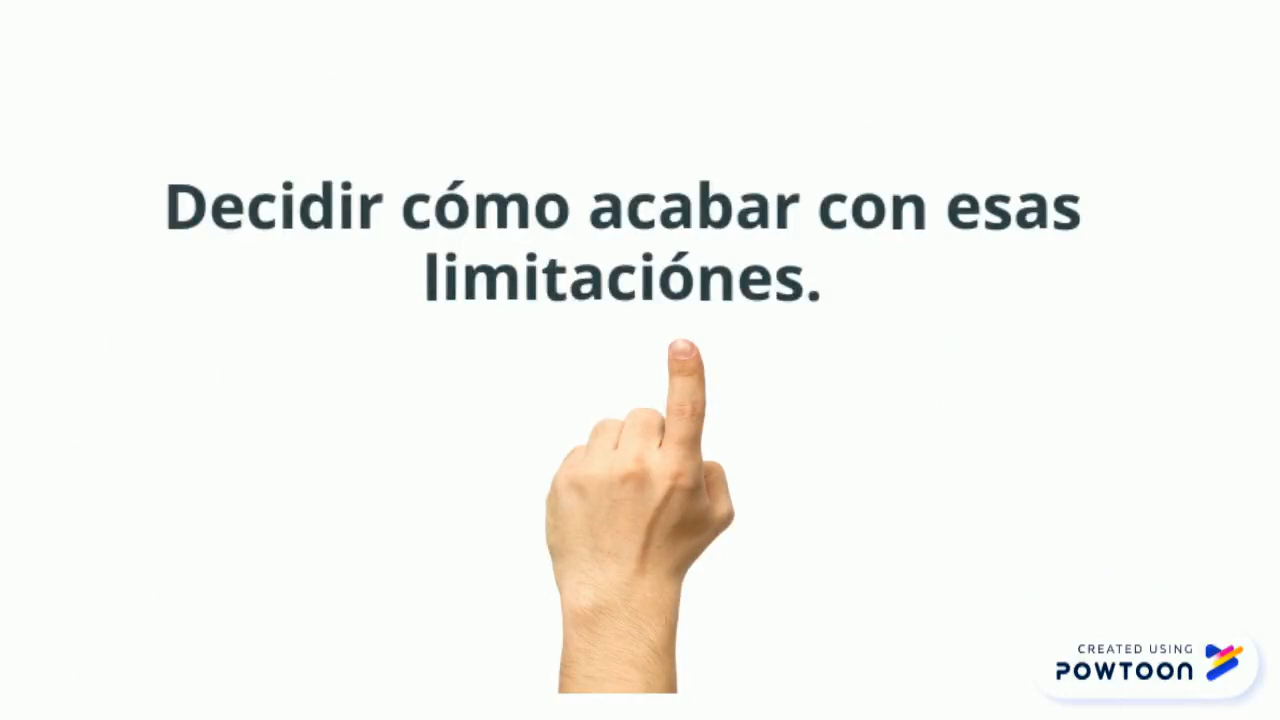 Decidir cómo acabar con esas
limitaciónes.
CREATED USING
POWTOON